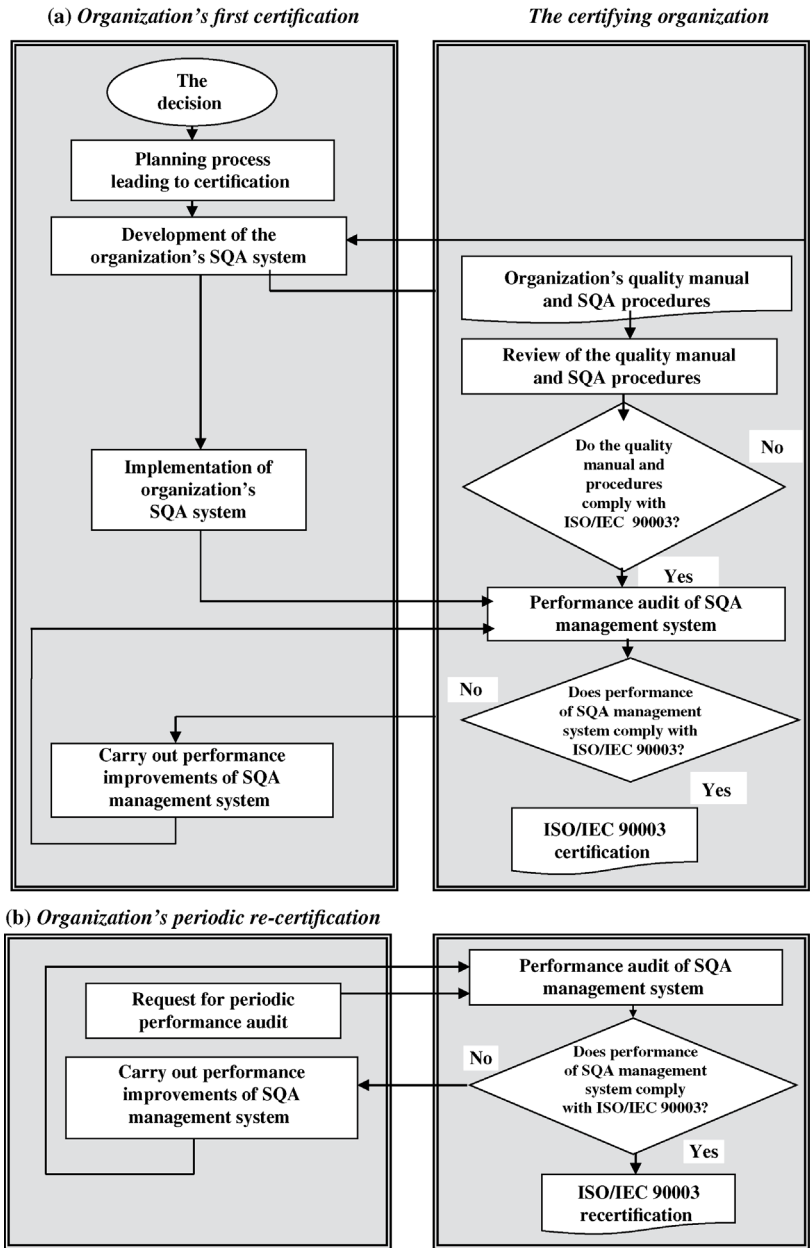 (a) Organization's first certification
The certifying organization
The
decision
Planning process
leading to certification
Development of the
organization's SQA system
Organization's quality manual
and SQA procedures
Review of the quality manual
and SQA procedures
Do the quality
manual and
procedures
comply with
ISO/IEC 90003?
No
Implementation of
organization's
SQA system
Yes
Performance audit of SQA
management system
No
Does performance
of SQA management
system comply with
ISO/IEC 90003?
Carry out performance
improvements of SQA
management system
Yes
ISO/IEC 90003
certification
(b) Organization's periodic re-certification
Performance audit of SQA
management system
Request for periodic
performance audit
No
Does performance
of SQA management
system comply
with ISO/IEC 90003?
Carry out performance
improvements of SQA
management system
Yes
ISO/IEC 90003
recertification